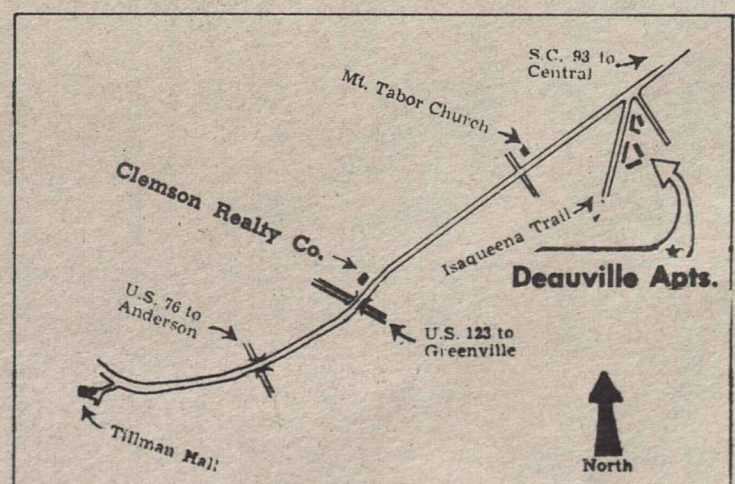 S.C. 93 to
Central
Mt. Tabor Church
Clemson Realty
Co.
Isaqueena Trail
Deauville Apts.
U.S. 76 to
Anderson
U.S. 123 to
Greenville
Tillman Hall
North